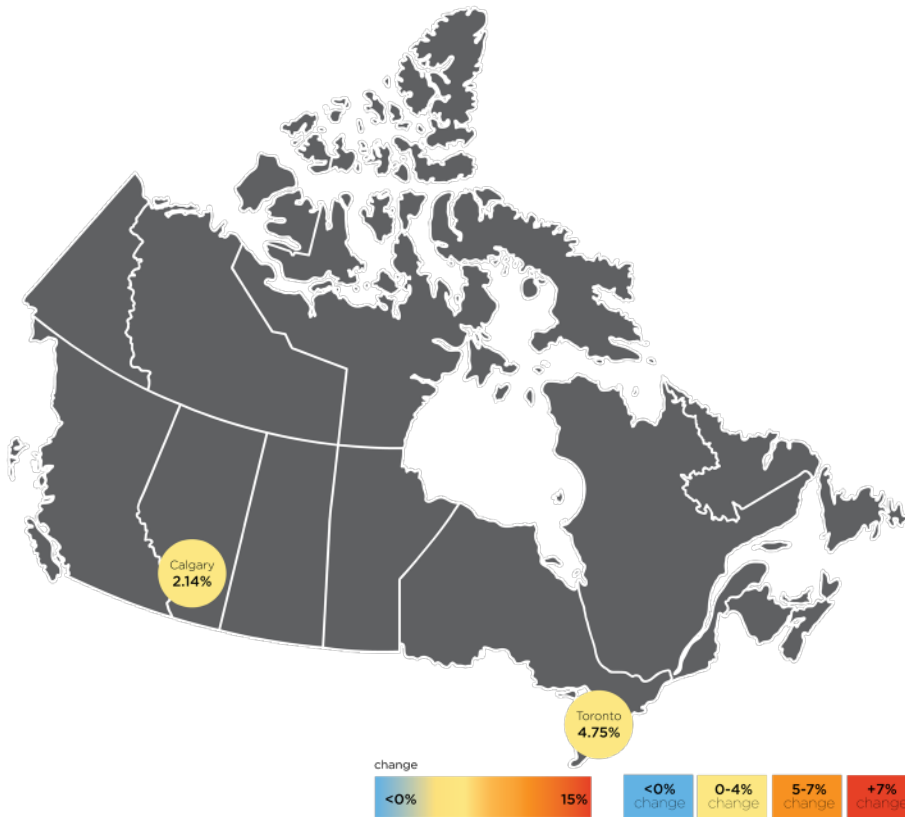 Calgary
2.14%
Toronto
4.75%
change
<0%
15%
<0%
change
0-4%
change
5-7%
change
+7%
change